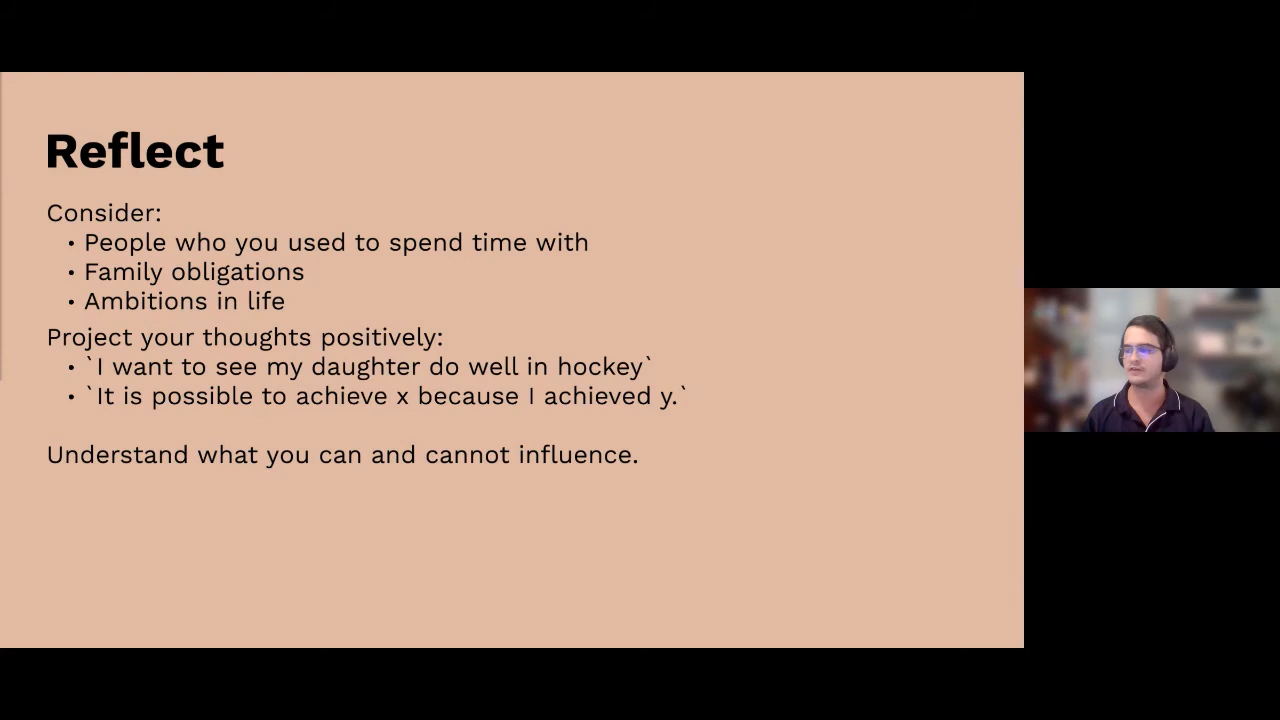 Reflect
Consider:
• People who you used to spend time with
• Family obligations
• Ambitions in life
Project your thoughts positively:
• `I want to see my daughter do well in hockey`
• `It is possible to achieve x because I achieved y.`
Understand what you can and cannot influence.